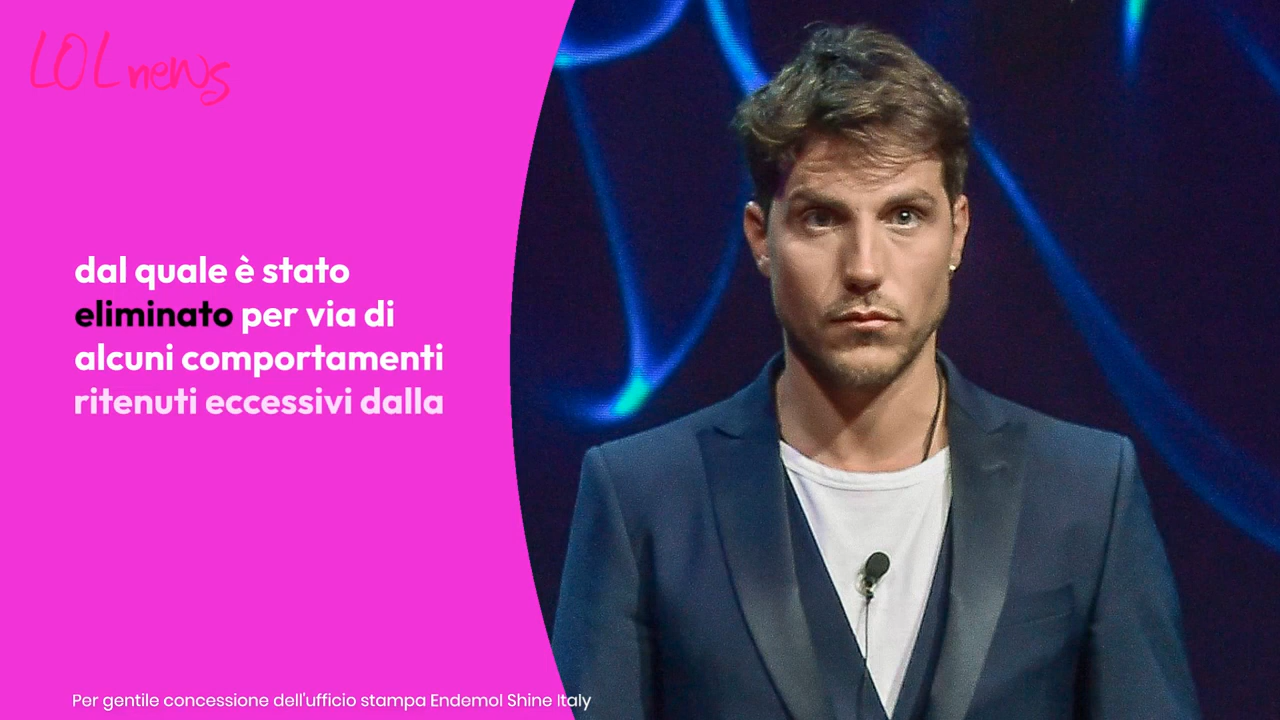 LOL news
dal quale è stato
eliminato per via di
alcuni comportamenti
ritenuti eccessivi dalla
Per gentile concessione dell'ufficio stampa Endemol Shine Italy